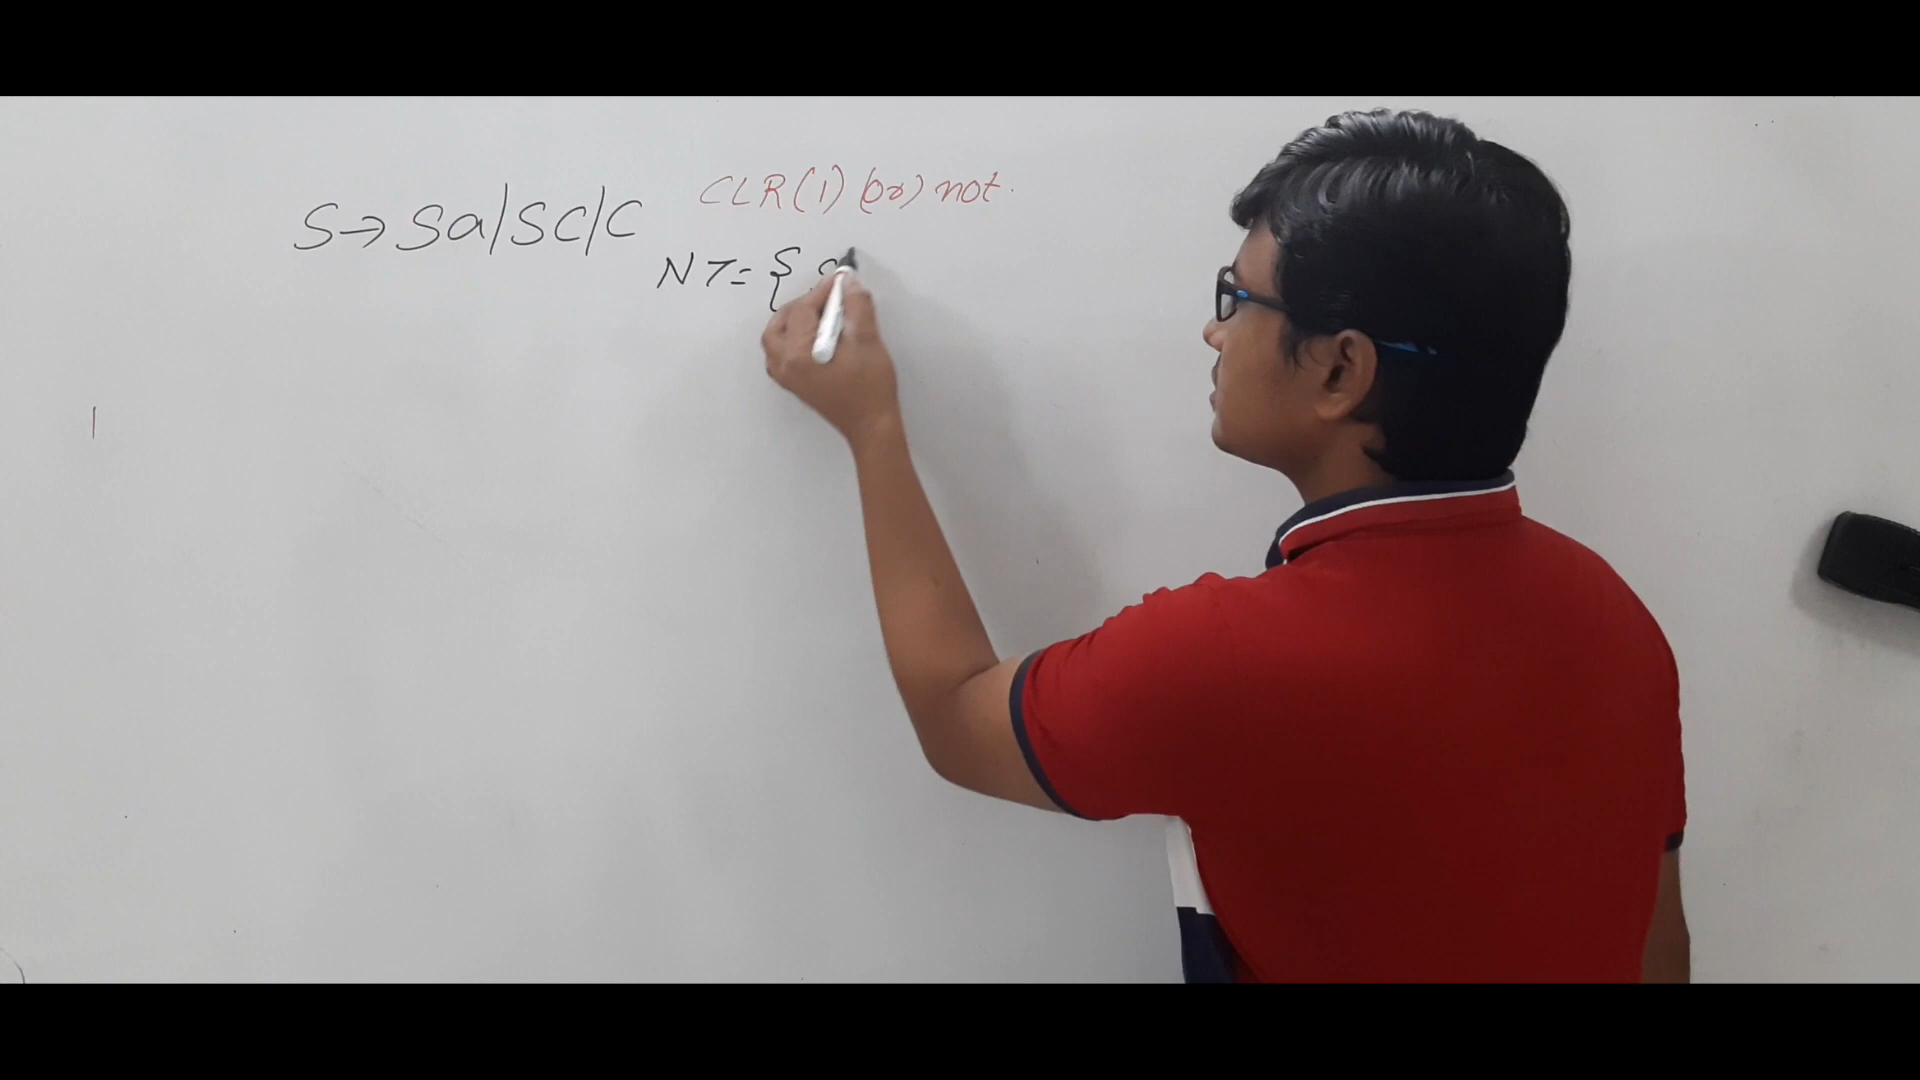 S→Sa/SC/C
CLR(1) (or) not.
NT={S